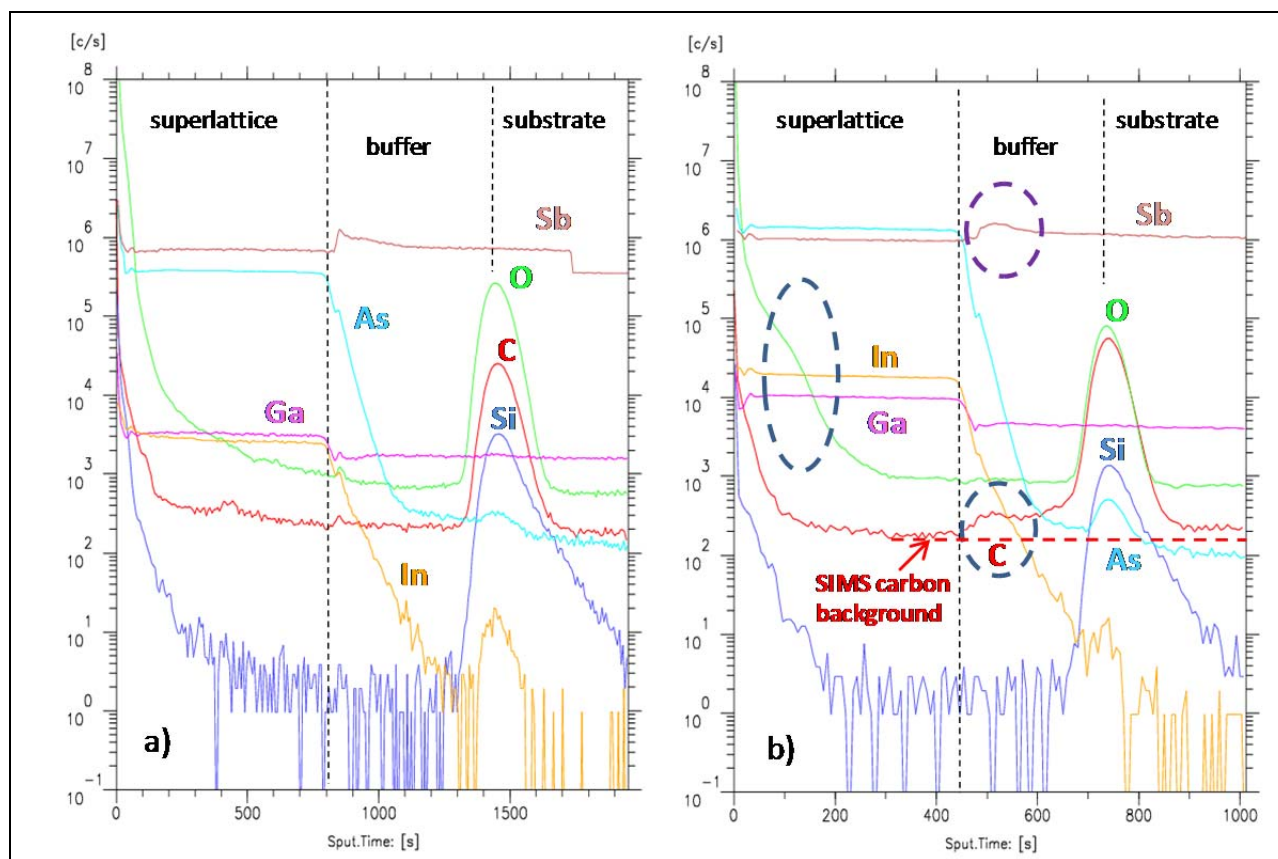 [c/s]
10 8
10 7
10 6
10 5
10 4
10 3
10 2
10 1
10 0
10 -1
superlattice
buffer
substrate
Sb
O
As
C
Ga
Si
In
a)
0
500
1000
1500
Sput.Time: [s]
[c/s]
10 8
10 7
10 6
10 5
10 4
10 3
10 2
10 1
10 0
10 -1
superlattice
buffer
substrate
Sb
O
In
Ga
Si
C
As
SIMS carbon
background
b)
0
200
400
600
800
1000
Sput.Time: [s]